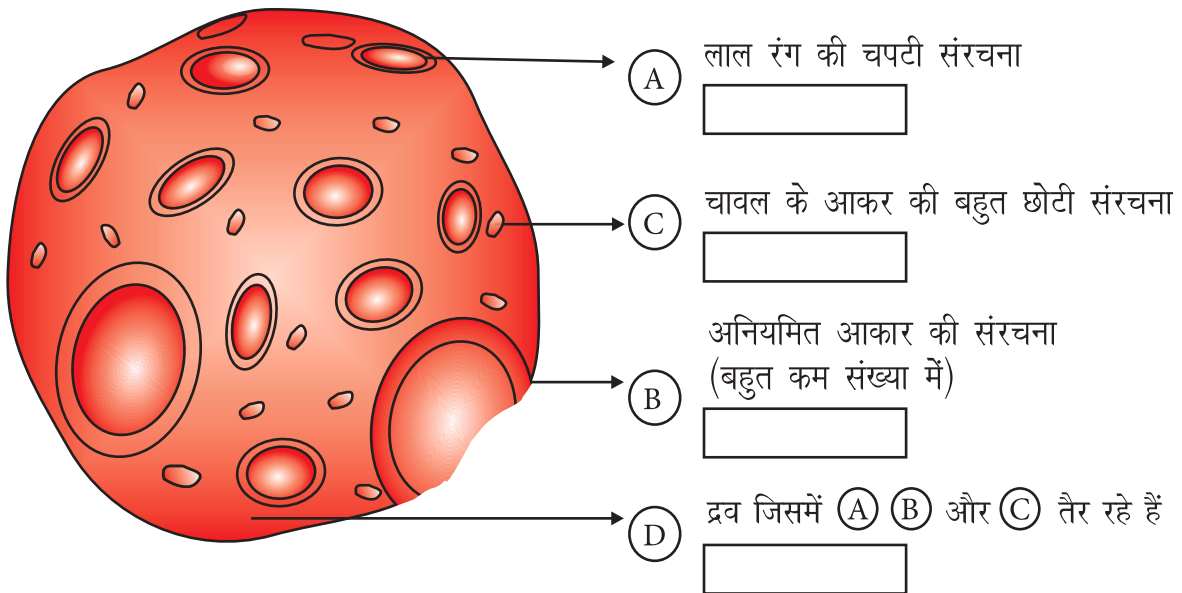 A लाल रंग की चपटी संरचना
C चावल के आकर की बहुत छोटी संरचना
अनियमित आकार की संरचना
B (बहुत कम संख्या में)
D द्रव जिसमें A B और C तैर रहे हैं